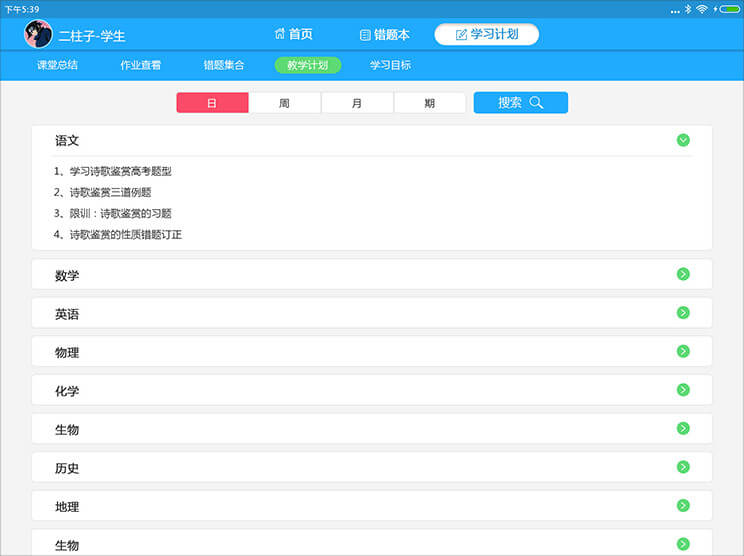 下午5:39
二柱子-学生
首页
错题本
学习计划
课堂总结
作业查看
错题集合
教学计划
学习目标
日
周
月
期
搜索
语文
1、学习诗歌鉴赏高考题型
2、诗歌鉴赏三道例题
3、限训：诗歌鉴赏的习题
4、诗歌鉴赏的性质错题订正
数学
英语
物理
化学
生物
历史
地理
生物